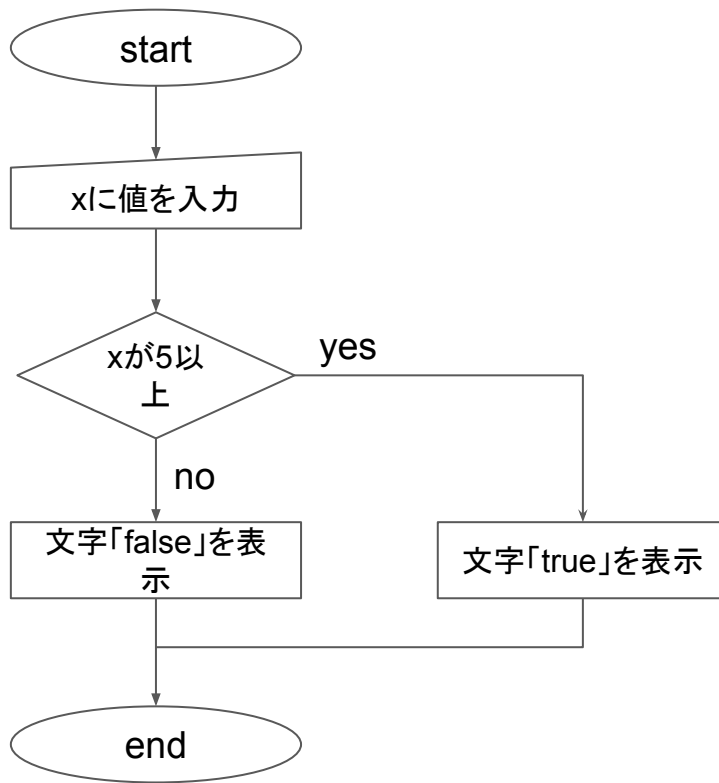 start
xに値を入力
xが5以
上
yes
no
文字「false」を表
示
文字「true」を表示
end